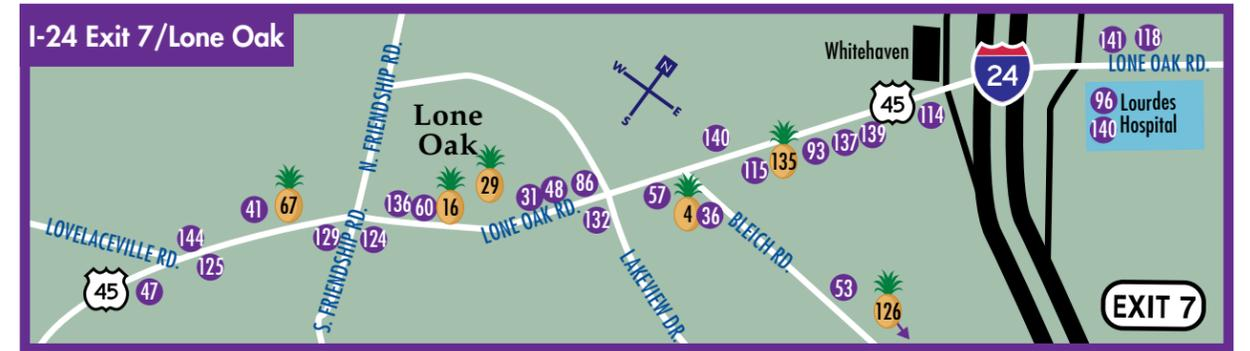 I-24 Exit 7/Lone Oak
N. FRIENDSHIP RD.
W
N
S
E
Whitehaven
24
141
118
LONE OAK RD.
45
96
Lourdes
140
Hospital
Lone
Oak
114
140
135
93
137
139
115
29
67
41
136
60
16
31
48
86
LONE OAK RD.
132
57
4
36
BLEICH RD.
LOVELACEVILLE RD.
144
125
129
124
S. FRIENDSHIP RD.
LAKEVIEW DR.
45
47
53
126
EXIT 7